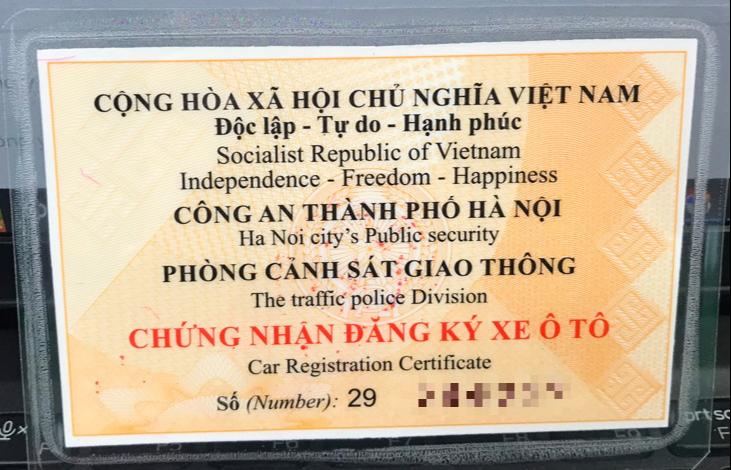 CỘNG HÒA XÃ HỘI CHỦ NGHĨA VIỆT NAM
Độc lập - Tự do - Hạnh phúc
Socialist Republic of Vietnam
Independence - Freedom - Happiness
CÔNG AN THÀNH PHỐ HÀ NỘI
Ha Noi city's Public security
PHÒNG CẢNH SÁT GIAO THÔNG
The traffic police Division
CHỨNG NHẬN ĐĂNG KÝ XE Ô TÔ
Car Registration Certificate
Số (Number): 29